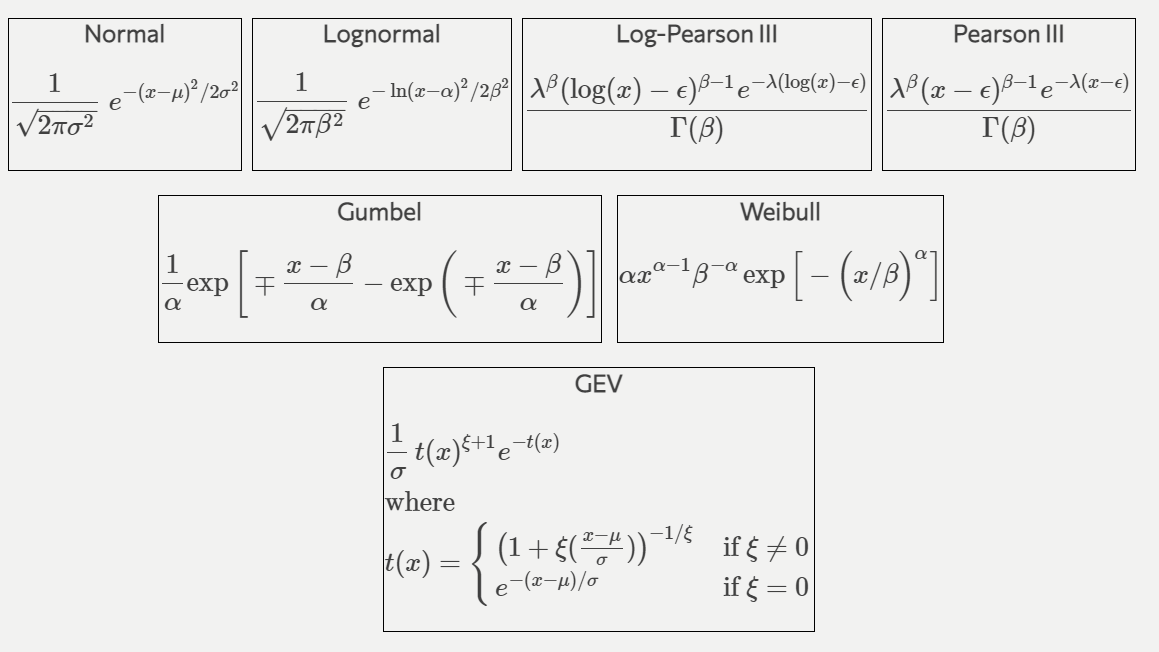 Normal
\frac{1}{\sqrt{2\pi\sigma^2}} e^{-(x-\mu)^2/2\sigma^2}
Lognormal
\frac{1}{\sqrt{2\pi\beta^2}} e^{-\ln(x-\alpha)^2/2\beta^2}
Log-Pearson III
\frac{\lambda^\beta(\log(x)-\epsilon)^{\beta-1}e^{-\lambda(\log(x)-\epsilon)}}{\Gamma(\beta)}
Pearson III
\frac{\lambda^\beta(x-\epsilon)^{\beta-1}e^{-\lambda(x-\epsilon)}}{\Gamma(\beta)}
Gumbel
\frac{1}{\alpha}\exp\left[\mp\frac{x-\beta}{\alpha}-\exp\left(\mp\frac{x-\beta}{\alpha}\right)\right]
Weibull
\alpha x^{\alpha-1}\beta^{-\alpha}\exp\left[-\left(x/\beta\right)^\alpha\right]
GEV
\frac{1}{\sigma}t(x)^{\xi+1}e^{-t(x)}
where
t(x)=\begin{cases}\left(1+\xi(\frac{x-\mu}{\sigma})\right)^{-1/\xi} & \text{if } \xi\neq 0\\ e^{-(x-\mu)/\sigma} & \text{if } \xi=0\end{cases}